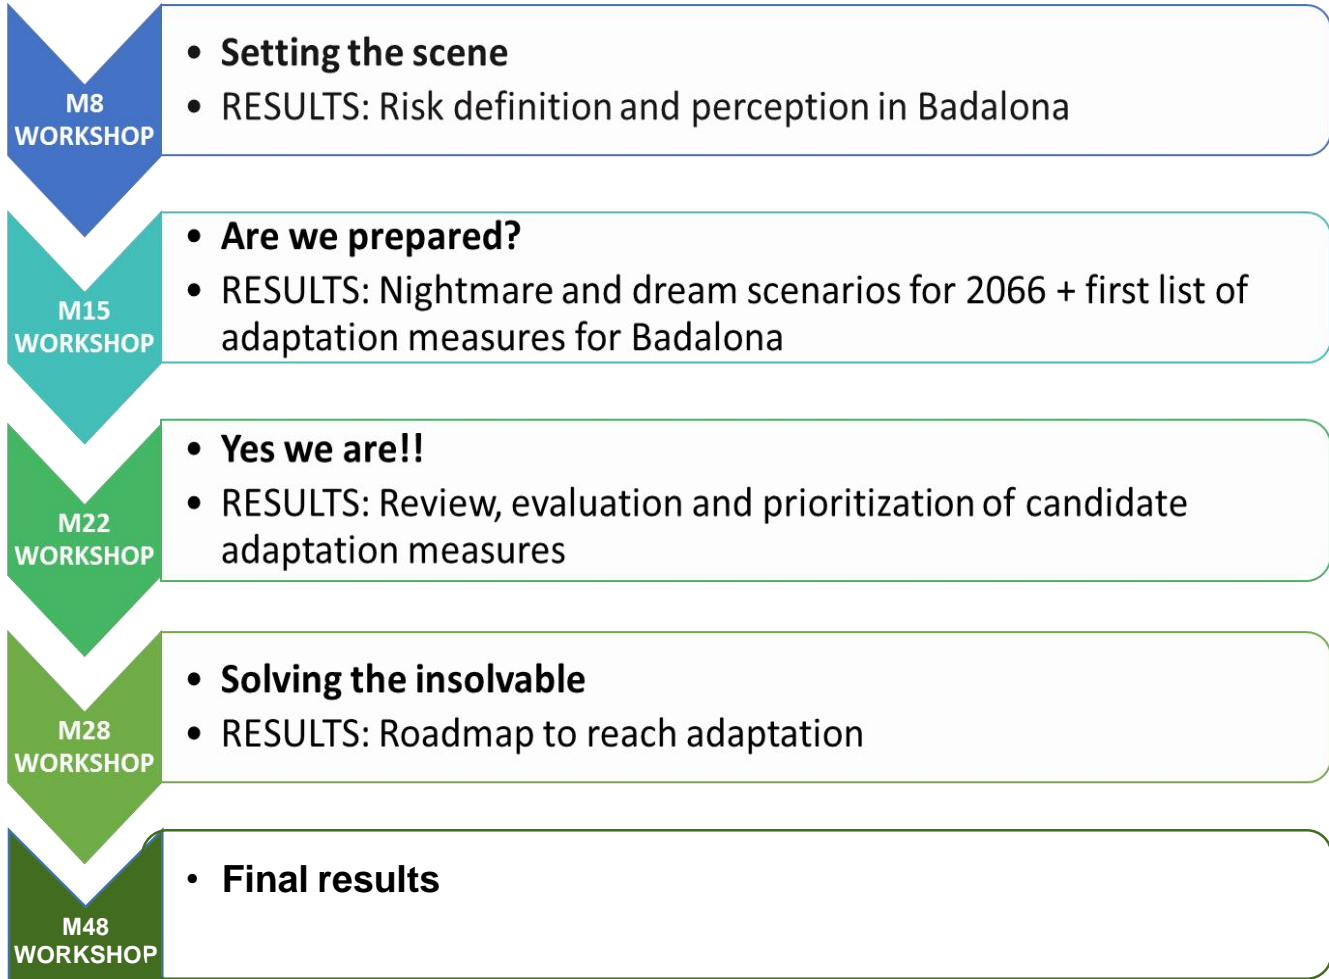 M8
WORKSHOP
• Setting the scene
• RESULTS: Risk definition and perception in Badalona
M15
WORKSHOP
• Are we prepared?
• RESULTS: Nightmare and dream scenarios for 2066 + first list of
adaptation measures for Badalona
M22
WORKSHOP
• Yes we are!!
• RESULTS: Review, evaluation and prioritization of candidate
adaptation measures
M28
WORKSHOP
• Solving the insolvable
• RESULTS: Roadmap to reach adaptation
M48
WORKSHOP
• Final results